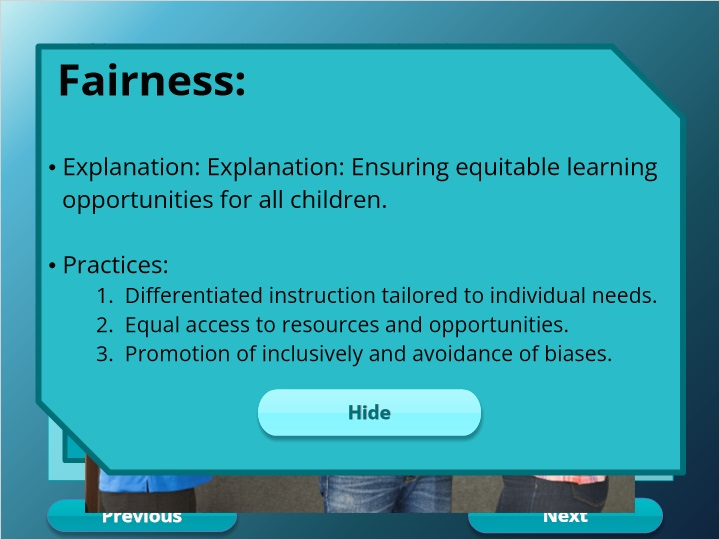 Fairness:
• Explanation: Explanation: Ensuring equitable learning
opportunities for all children.
• Practices:
1. Differentiated instruction tailored to individual needs.
2. Equal access to resources and opportunities.
3. Promotion of inclusively and avoidance of biases.
Hide
Previous Next